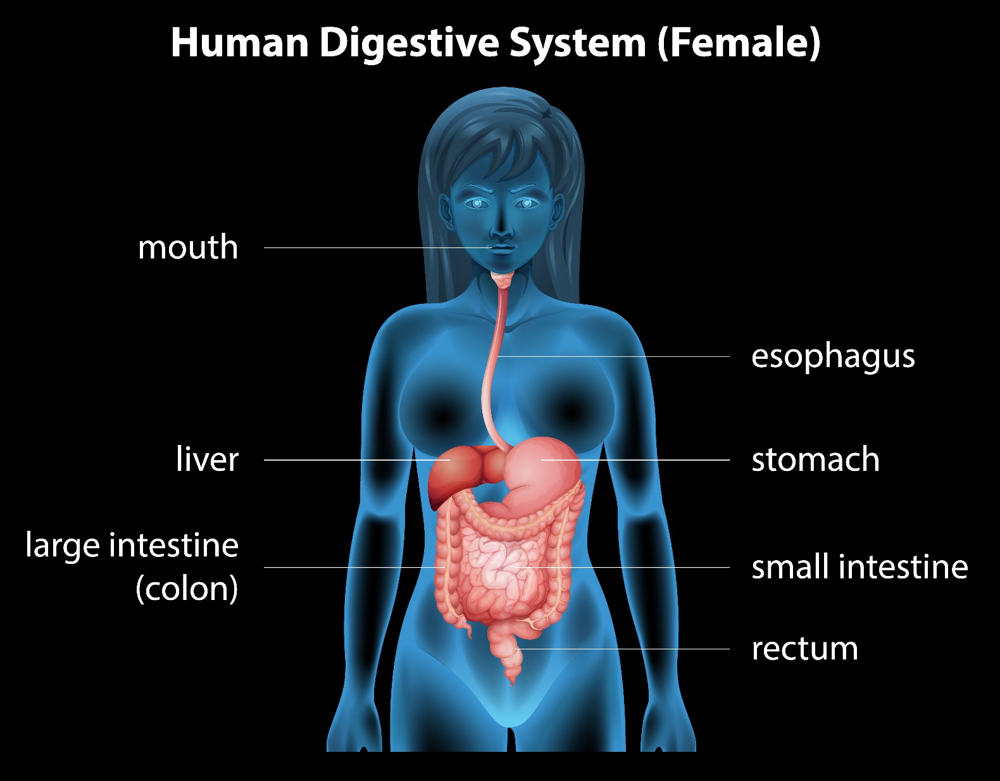 Human Digestive System (Female)
mouth
esophagus
liver
stomach
large intestine
(colon)
small intestine
rectum